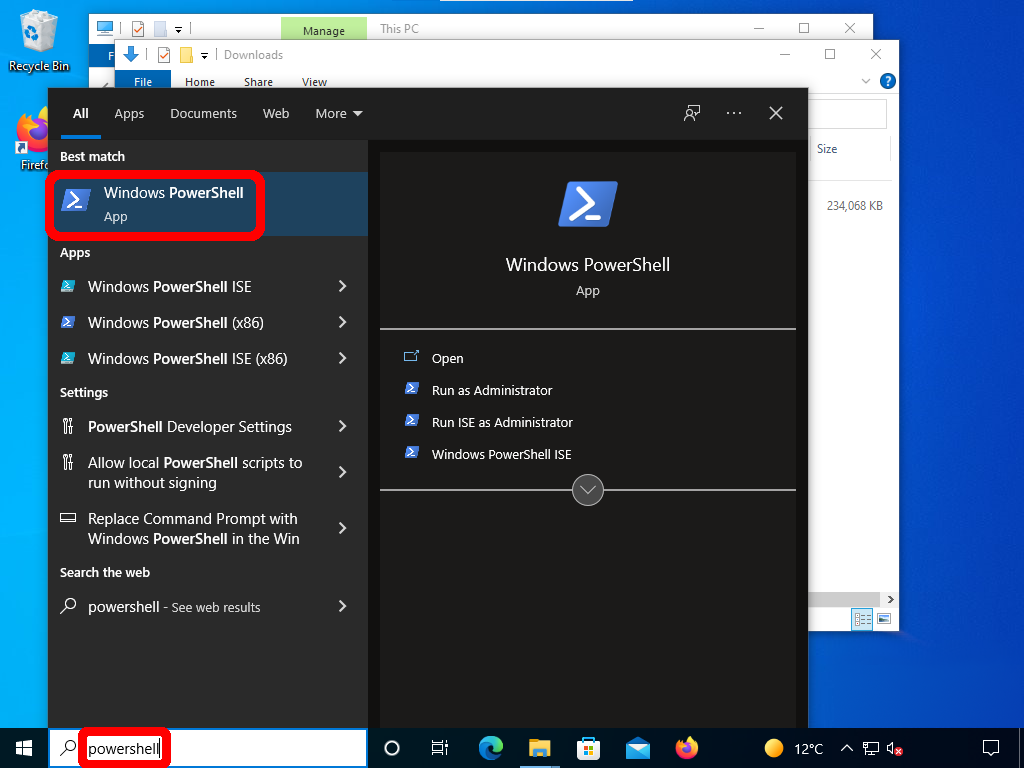 Recycle Bin
Manage
This PC
Downloads
File
Home
Share
View
Size
234,068 KB
All
Apps
Documents
Web
More
Best match
Windows PowerShell
App
Apps
Windows PowerShell ISE
Windows PowerShell (x86)
Windows PowerShell ISE (x86)
Settings
PowerShell Developer Settings
Allow local PowerShell scripts to
run without signing
Replace Command Prompt with
Windows PowerShell in the Win
Search the web
powershell - See web results
Windows PowerShell
App
Open
Run as Administrator
Run ISE as Administrator
Windows PowerShell ISE
powershell
12°C